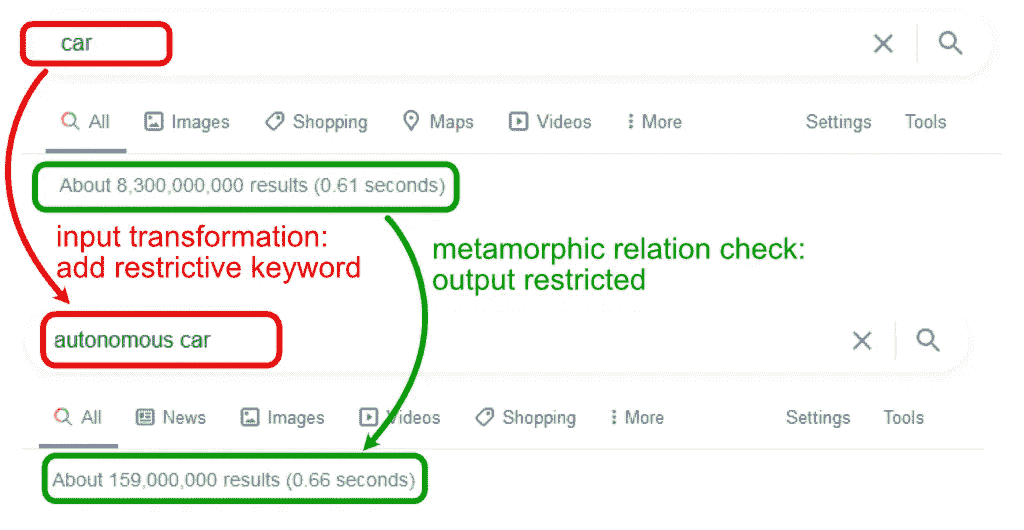 car
All Images Shopping Maps Videos More Settings Tools
About 8,300,000,000 results (0.61 seconds)
input transformation:
add restrictive keyword
metamorphic relation check:
output restricted
autonomous car
All News Images Videos Shopping More Settings Tools
About 159,000,000 results (0.66 seconds)